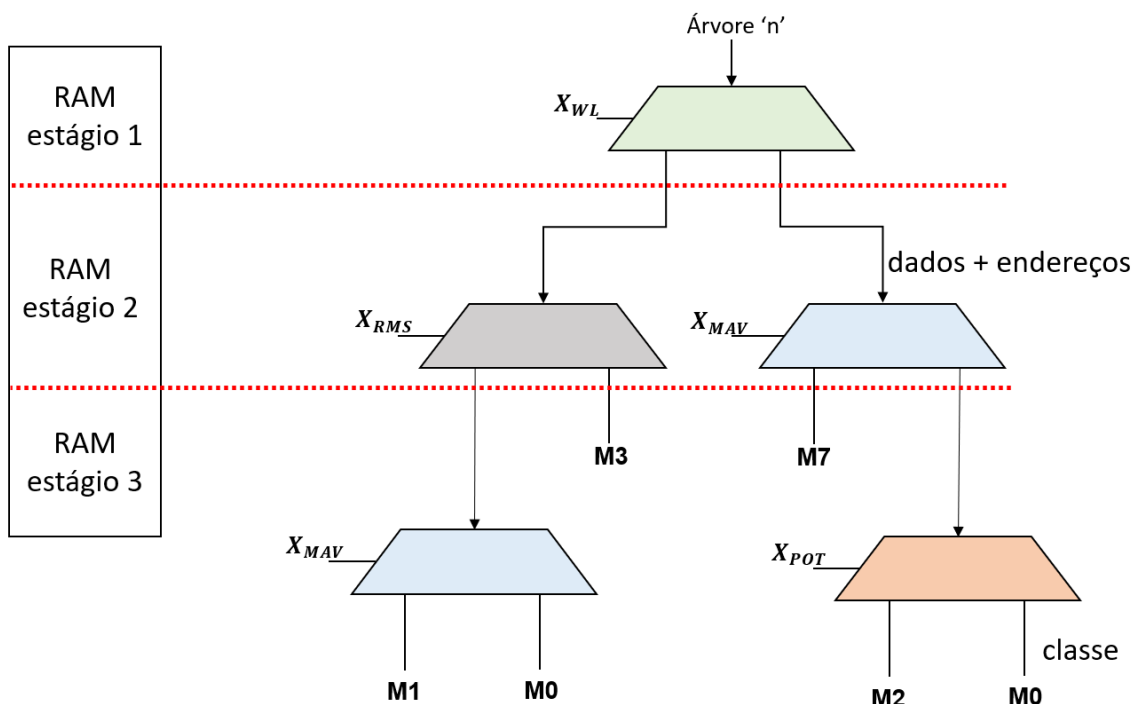 Árvore ‘n’
RAM
estágio 1
X_WL
RAM
estágio 2
dados + endereços
X_RMS
X_MAV
RAM
estágio 3
M3
M7
X_MAV
X_POT
classe
M1
M0
M2
M0